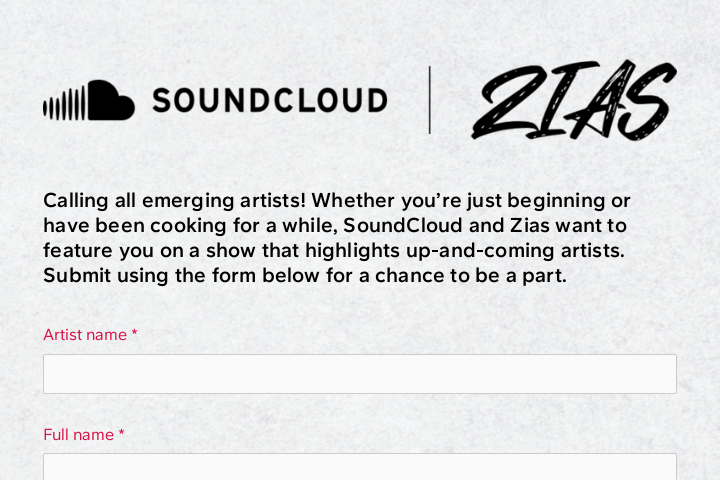 SOUNDCLOUD
ZIAS
Calling all emerging artists! Whether you’re just beginning or
have been cooking for a while, SoundCloud and Zias want to
feature you on a show that highlights up-and-coming artists.
Submit using the form below for a chance to be a part.
Artist name *
Full name *